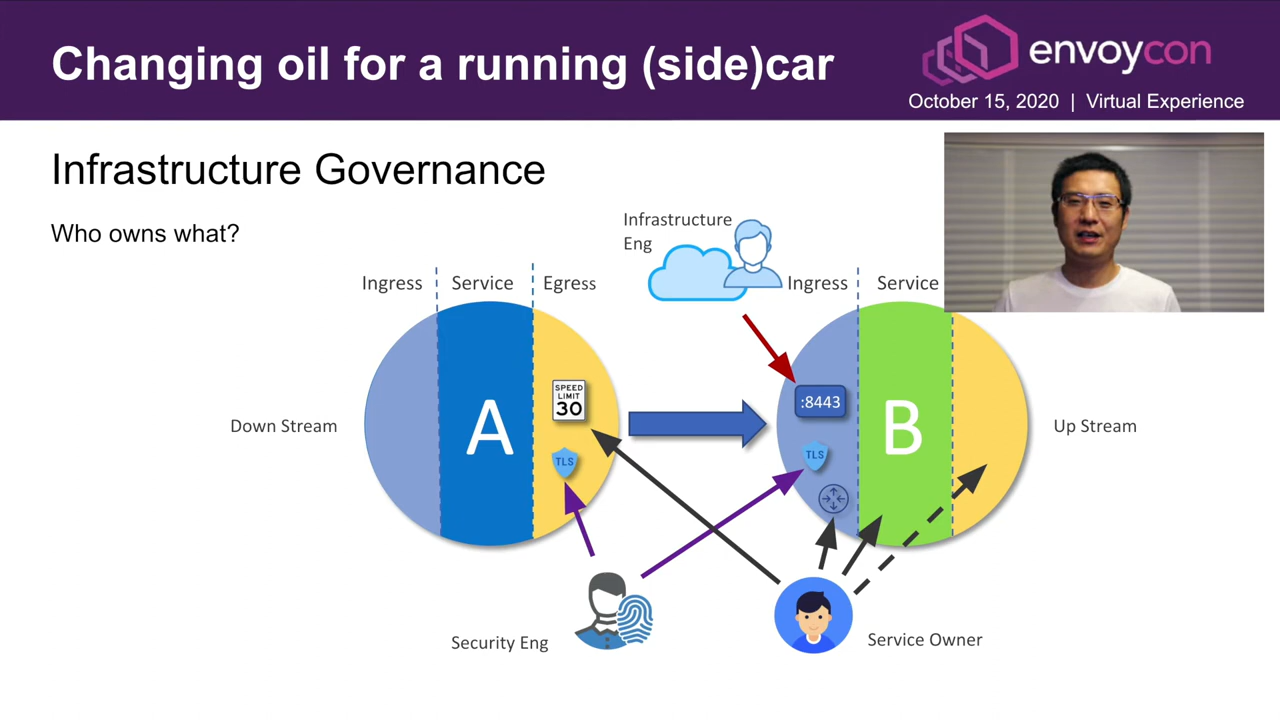 Changing oil for a running (side)car
envoycon
October 15, 2020 | Virtual Experience
Infrastructure Governance
Who owns what?
Infrastructure
Eng
Ingress
Service
Egress
Ingress
Service
SPEED
LIMIT
30
:8443
A
B
Down Stream
Up Stream
TLS
TLS
Security Eng
Service Owner